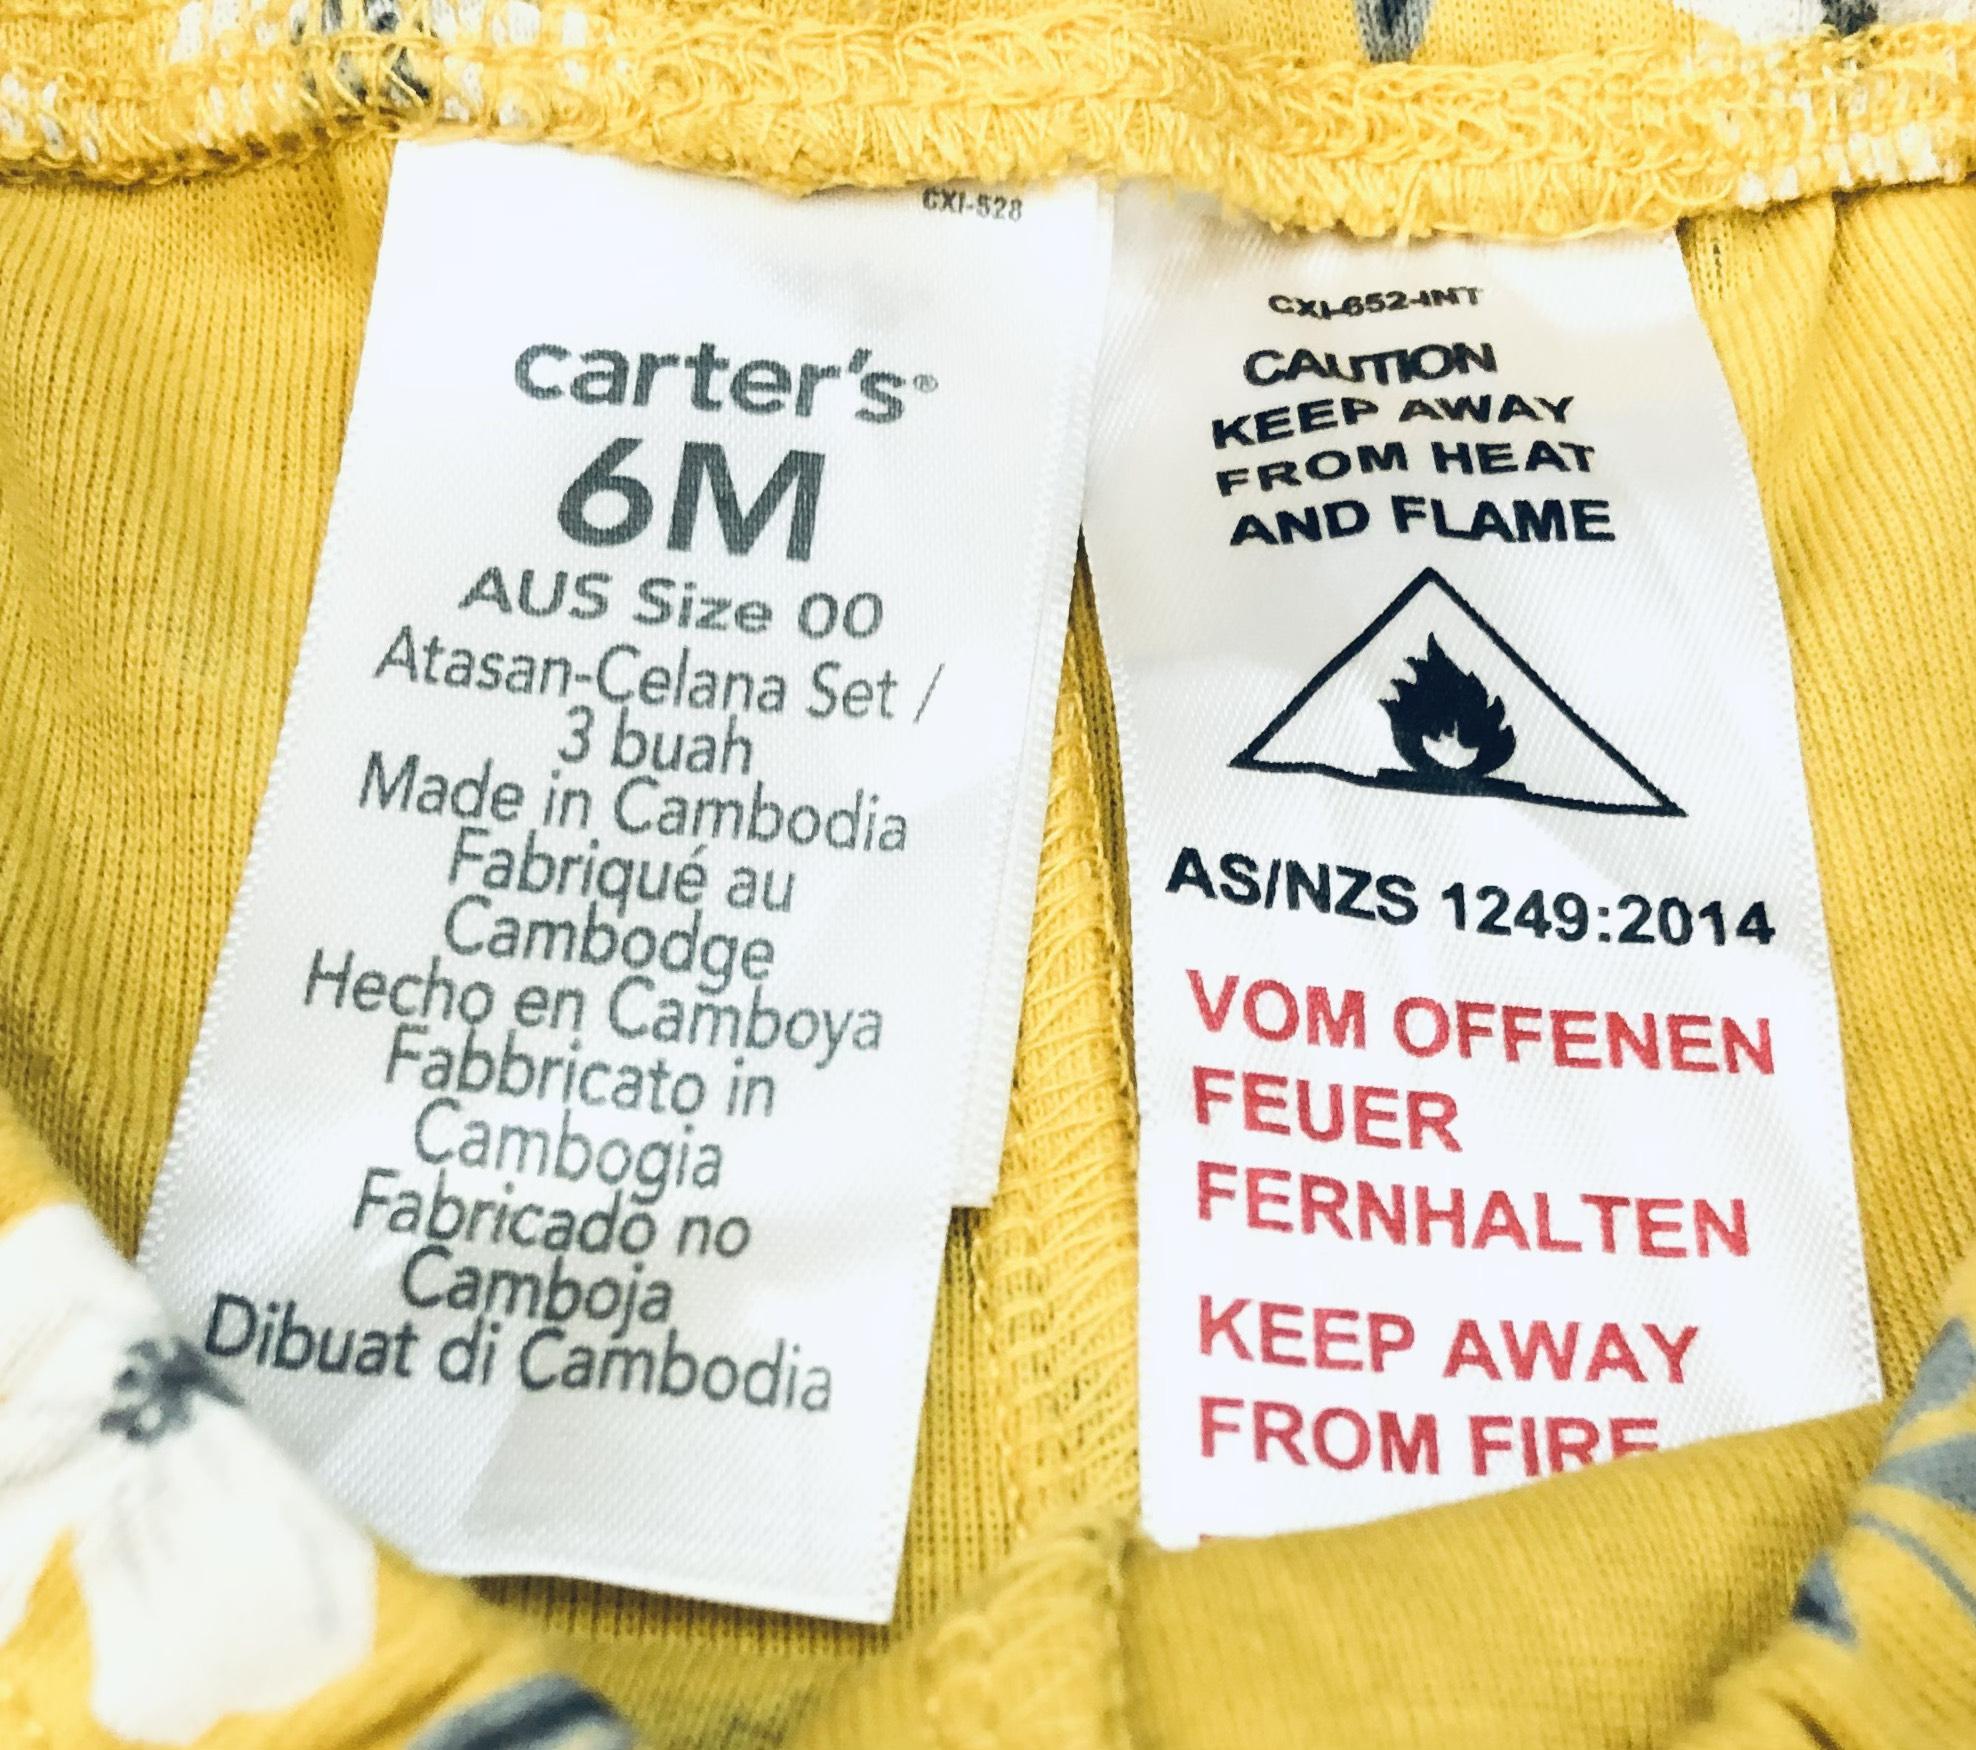 CXI-528
carter's®
6M
AUS Size 00
Atasan-Celana Set /
3 buah
Made in Cambodia
Fabriqué au
Cambodge
Hecho en Camboya
Fabbricato in
Cambogia
Fabricado no
Camboja
Dibuat di Cambodia
CXI-652-INT
CAUTION
KEEP AWAY
FROM HEAT
AND FLAME
AS/NZS 1249:2014
VOM OFFENEN
FEUER
FERNHALTEN
KEEP AWAY
FROM FIRE